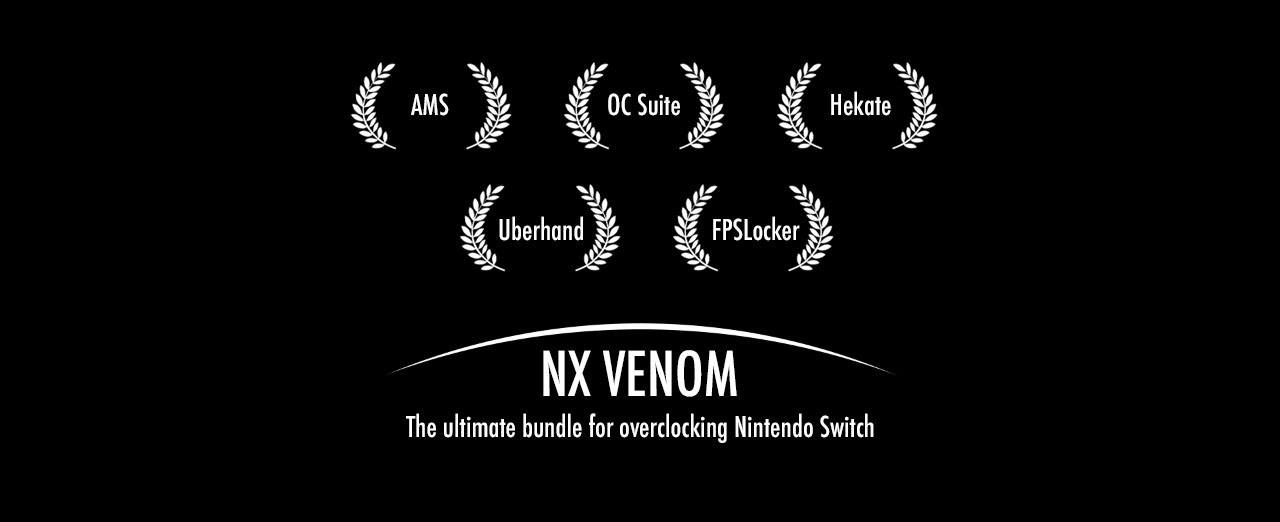 AMS
OC Suite
Hekate
Uberhand
FPSLocker
NX VENOM
The ultimate bundle for overclocking Nintendo Switch